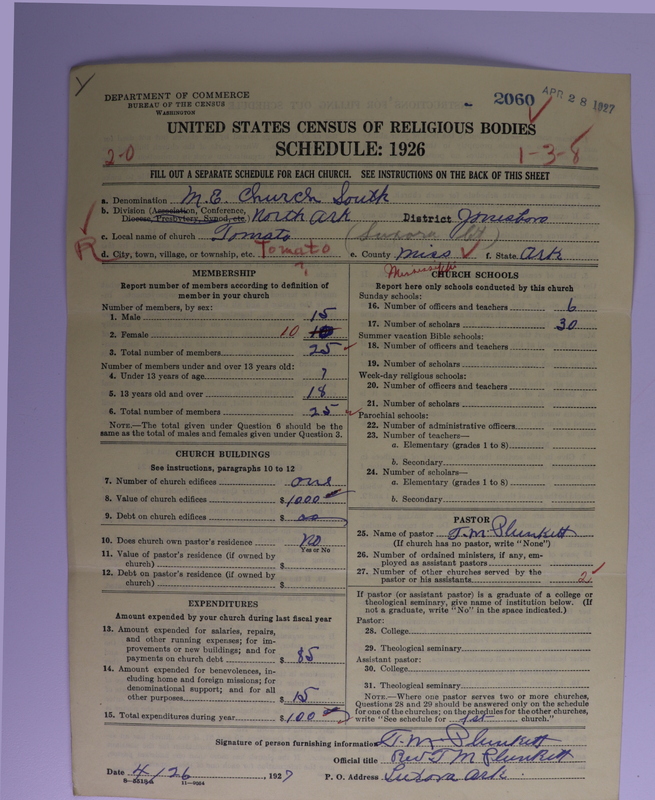 DEPARTMENT OF COMMERCE
BUREAU OF THE CENSUS
WASHINGTON
2060
APR 28 1927
UNITED STATES CENSUS OF RELIGIOUS BODIES
2-0
SCHEDULE: 1926
1-3-8
FILL OUT A SEPARATE SCHEDULE FOR EACH CHURCH. SEE INSTRUCTIONS ON THE BACK OF THIS SHEET
a. Denomination M.E. Church South
b. Division (Association, Conference, Diocese, Presbytery, Synod, etc.) North Ark District Jonesboro
c. Local name of church Tomato (Luxora Ct)
R
d. City, town, village, or township, etc. Tomato e. County Miss f. State Ark
Mississippi
MEMBERSHIP
Report number of members according to definition of
member in your church
Number of members, by sex:
1. Male 15
2. Female 10 10
3. Total number of members 25
Number of members under and over 13 years old:
4. Under 13 years of age 7
5. 13 years old and over 18
6. Total number of members 25
NOTE.—The total given under Question 6 should be the
same as the total of males and females given under Question 3.
CHURCH BUILDINGS
See instructions, paragraphs 10 to 12
7. Number of church edifices one
8. Value of church edifices $ 1000
9. Debt on church edifices $ 00
10. Does church own pastor's residence? No
Yes or No
11. Value of pastor's residence (if owned by
church) $
12. Debt on pastor's residence (if owned by
church) $
EXPENDITURES
Amount expended by your church during last fiscal year
13. Amount expended for salaries, repairs,
and other running expenses; for im-
provements or new buildings; and for
payments on church debt $ 85
14. Amount expended for benevolences, in-
cluding home and foreign missions; for
denominational support; and for all
other purposes $ 15
15. Total expenditures during year $ 100
CHURCH SCHOOLS
Report here only schools conducted by this church
Sunday schools:
16. Number of officers and teachers 6
17. Number of scholars 30
Summer vacation Bible schools:
18. Number of officers and teachers
19. Number of scholars
Week-day religious schools:
20. Number of officers and teachers
21. Number of scholars
Parochial schools:
22. Number of administrative officers
23. Number of teachers—
a. Elementary (grades 1 to 8)
b. Secondary
24. Number of scholars—
a. Elementary (grades 1 to 8)
b. Secondary
PASTOR
25. Name of pastor T.M. Plunkett
(If church has no pastor, write "None")
26. Number of ordained ministers, if any, em-
ployed as assistant pastors
27. Number of other churches served by the
pastor or his assistants 2
If pastor (or assistant pastor) is a graduate of a college or
theological seminary, give name of institution below. (If
not a graduate, write "No" in the space indicated.)
Pastor:
28. College
29. Theological seminary
Assistant pastor:
30. College
31. Theological seminary
NOTE.—Where one pastor serves two or more churches,
Questions 28 and 29 should be answered only on the schedule
for one of the churches; on the schedules for the other churches,
write "See schedule for 1st church."
Signature of person furnishing information T. M. Plunkett
Official title Rev T M Plunkett
Date 4/26, 1927 P. O. Address Luxora Ark.
8-5518a 11-9054